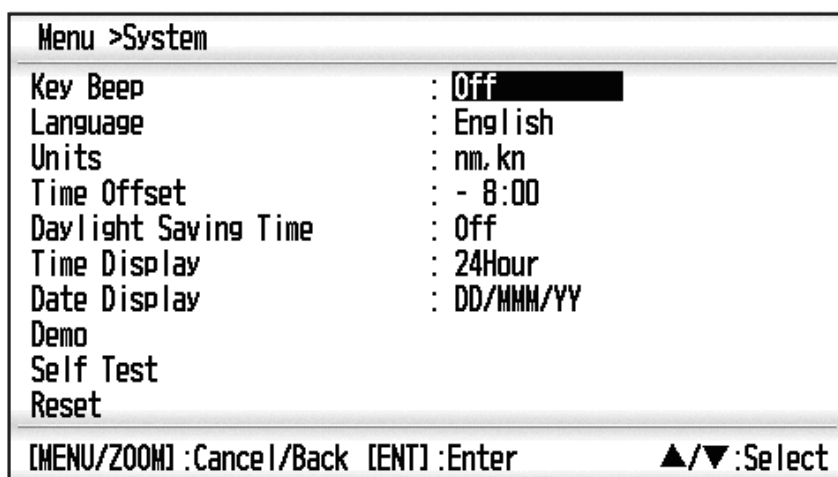 Menu >System
Key Beep : Off
Language : English
Units : nm, kn
Time Offset : - 8:00
Daylight Saving Time : Off
Time Display : 24Hour
Date Display : DD/MMM/YY
Demo
Self Test
Reset
[MENU/ZOOM] :Cancel/Back [ENT] :Enter ▲/▼ :Select